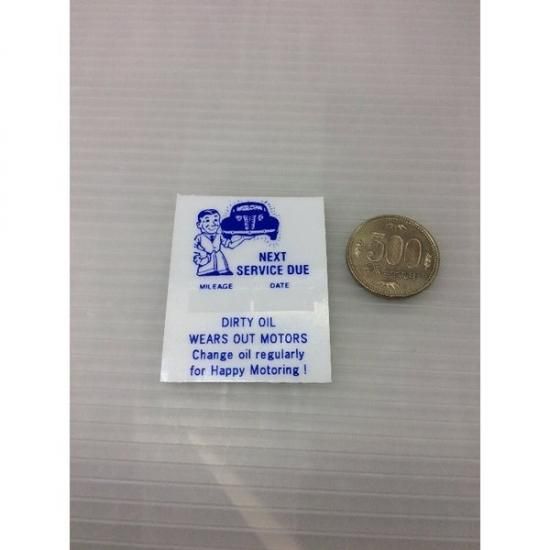 NEXT
SERVICE DUE
MILEAGE DATE
DIRTY OIL
WEARS OUT MOTORS
Change oil regularly
for Happy Motoring !
500